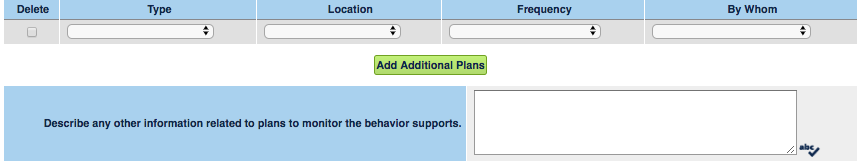 Delete Type Location Frequency By Whom
Add Additional Plans
Describe any other information related to plans to monitor the behavior supports.
abc